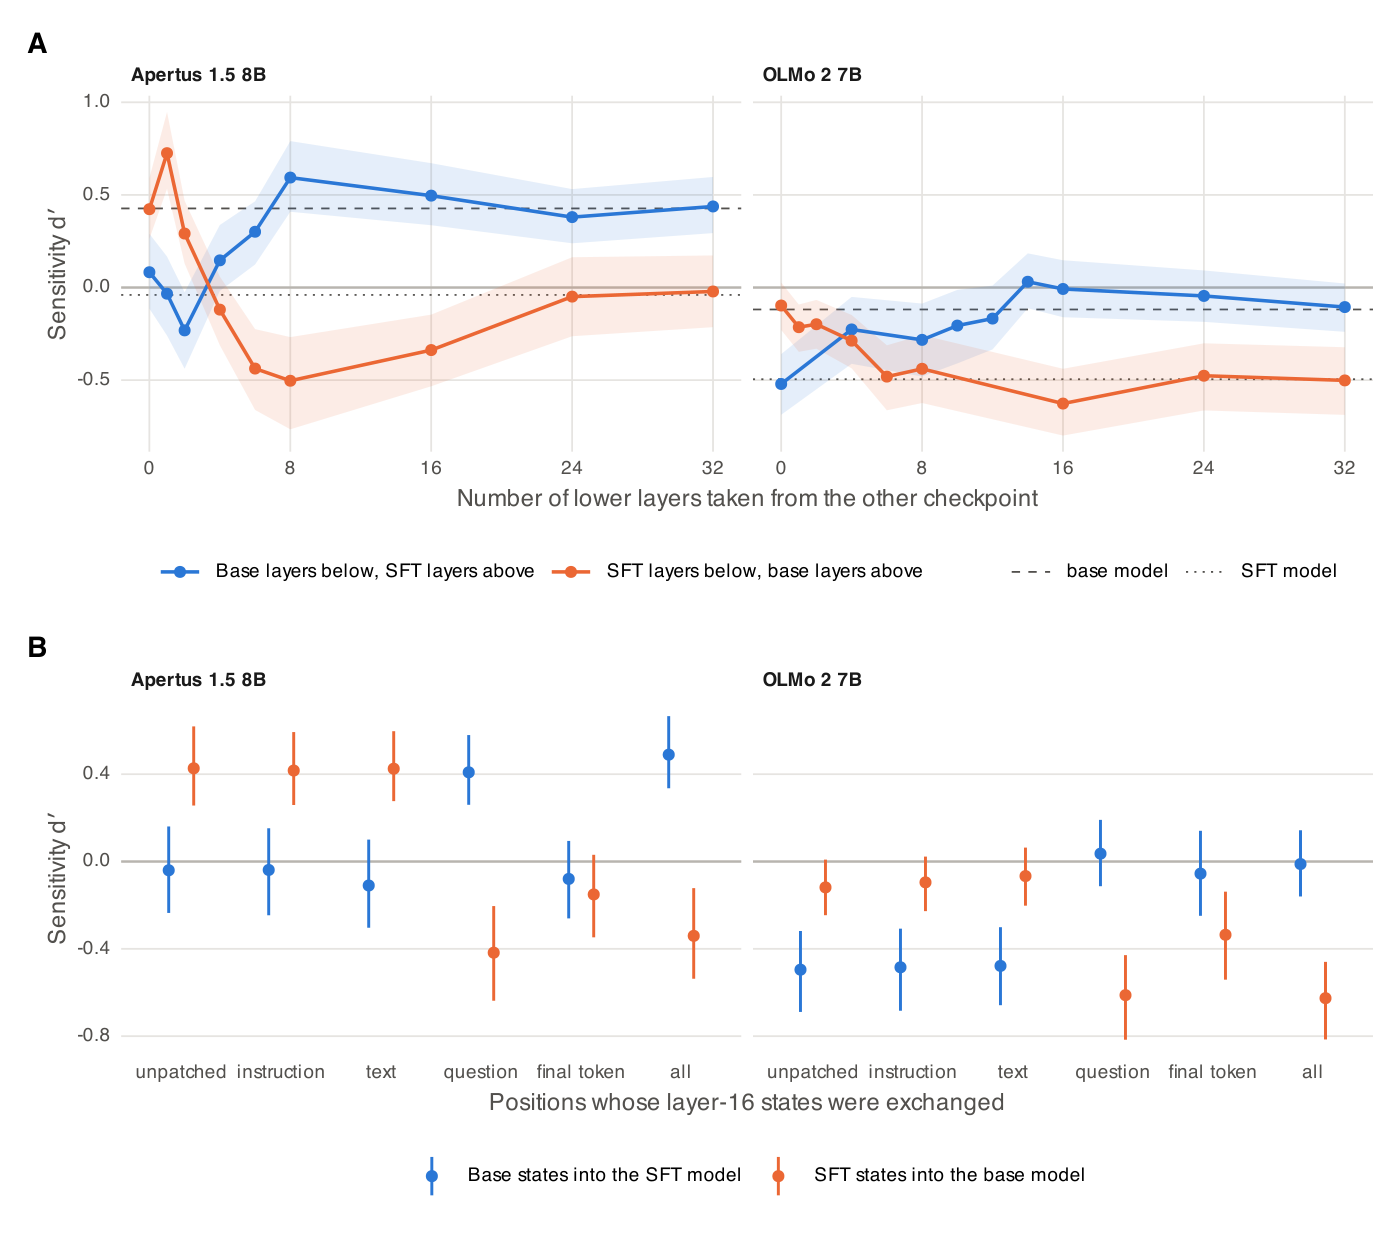 A
Apertus 1.5 8B
OLMo 2 7B
1.0
0.5
0.0
-0.5
Sensitivity d′
0 8 16 24 32
0 8 16 24 32
Number of lower layers taken from the other checkpoint
Base layers below, SFT layers above
SFT layers below, base layers above
base model
SFT model
B
Apertus 1.5 8B
OLMo 2 7B
0.4
0.0
-0.4
-0.8
Sensitivity d′
unpatched instruction text question final token all
unpatched instruction text question final token all
Positions whose layer-16 states were exchanged
Base states into the SFT model
SFT states into the base model